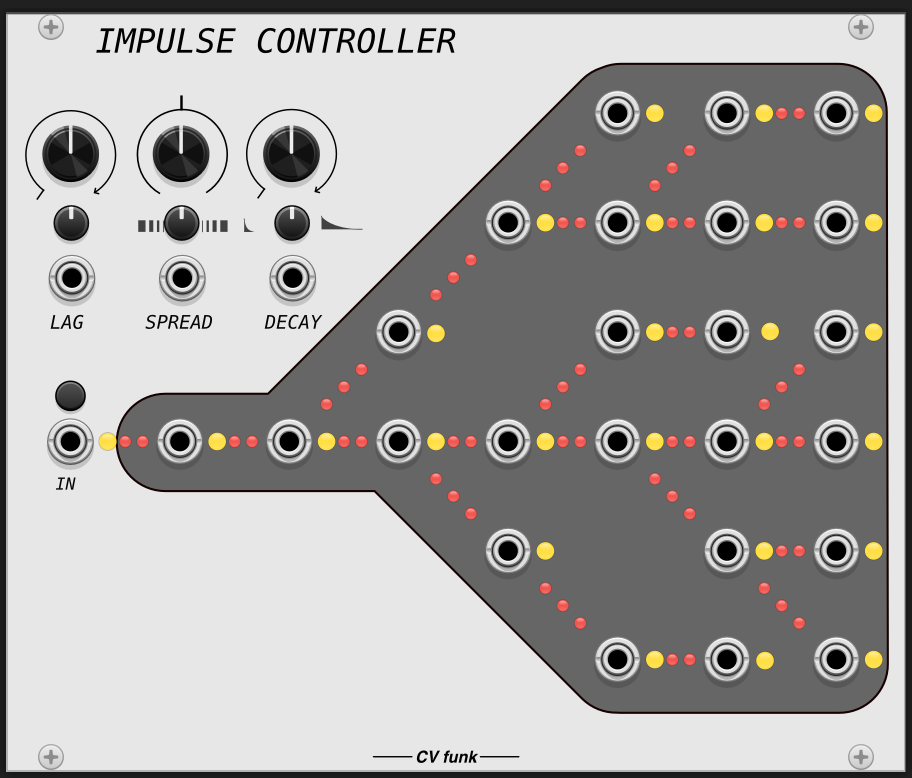 IMPULSE CONTROLLER
LAG SPREAD DECAY
IN
CV funk